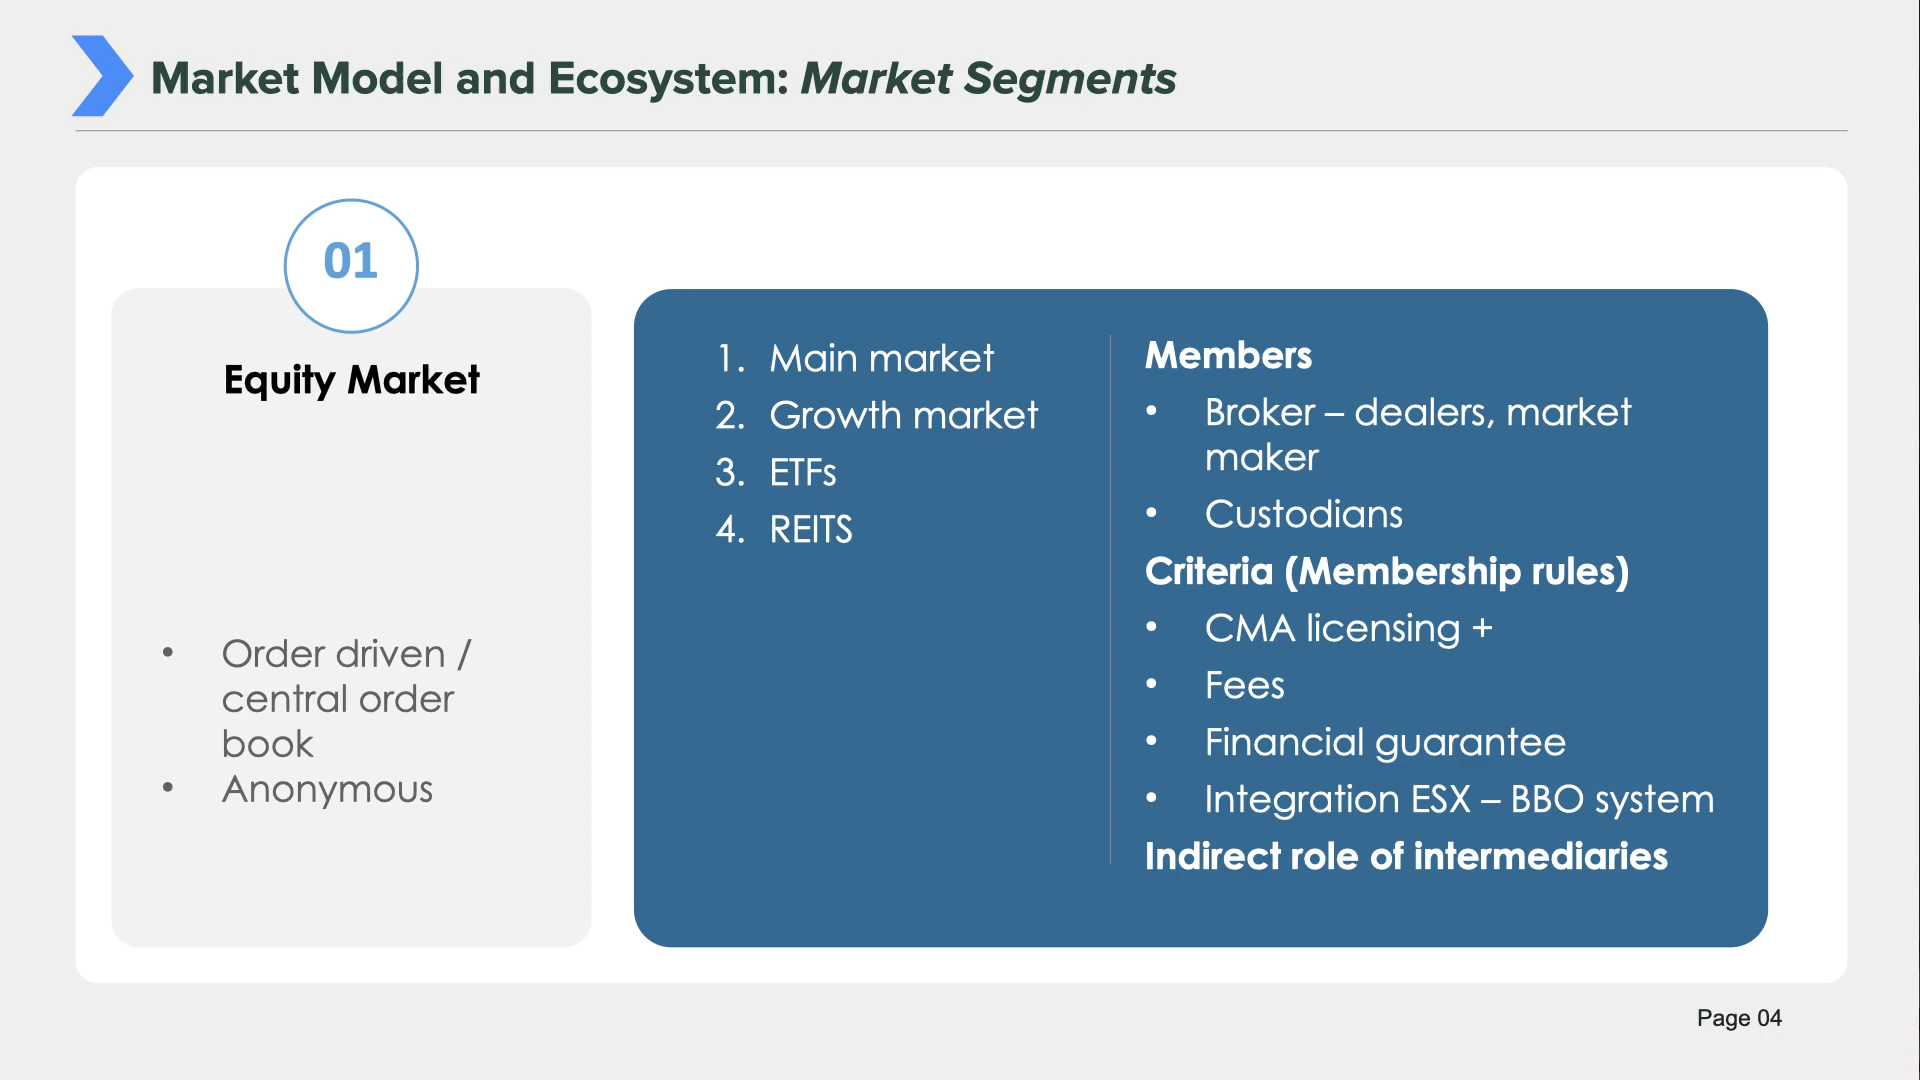 Market Model and Ecosystem: Market Segments
01
Equity Market
• Order driven /
central order
book
• Anonymous
1. Main market
2. Growth market
3. ETFs
4. REITS
Members
• Broker – dealers, market
maker
• Custodians
Criteria (Membership rules)
• CMA licensing +
• Fees
• Financial guarantee
• Integration ESX – BBO system
Indirect role of intermediaries
Page 04